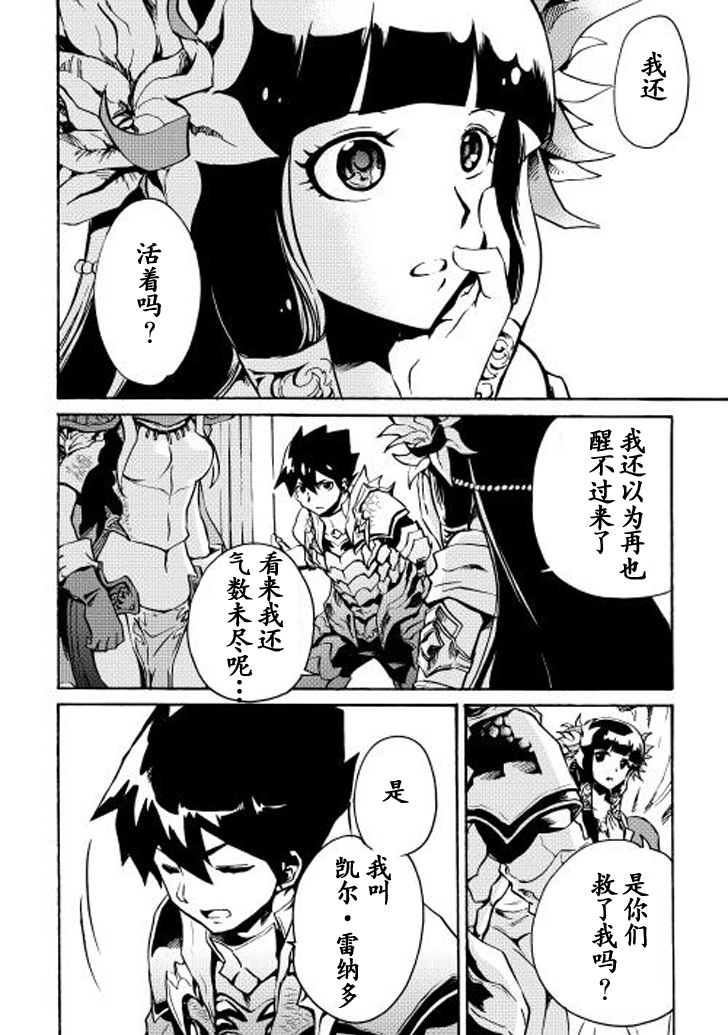 我还
活着吗？
我还以为再也
醒不过来了
看来我还
气数未尽呢…
是你们
救了我吗？
是
我叫
凯尔·雷纳多